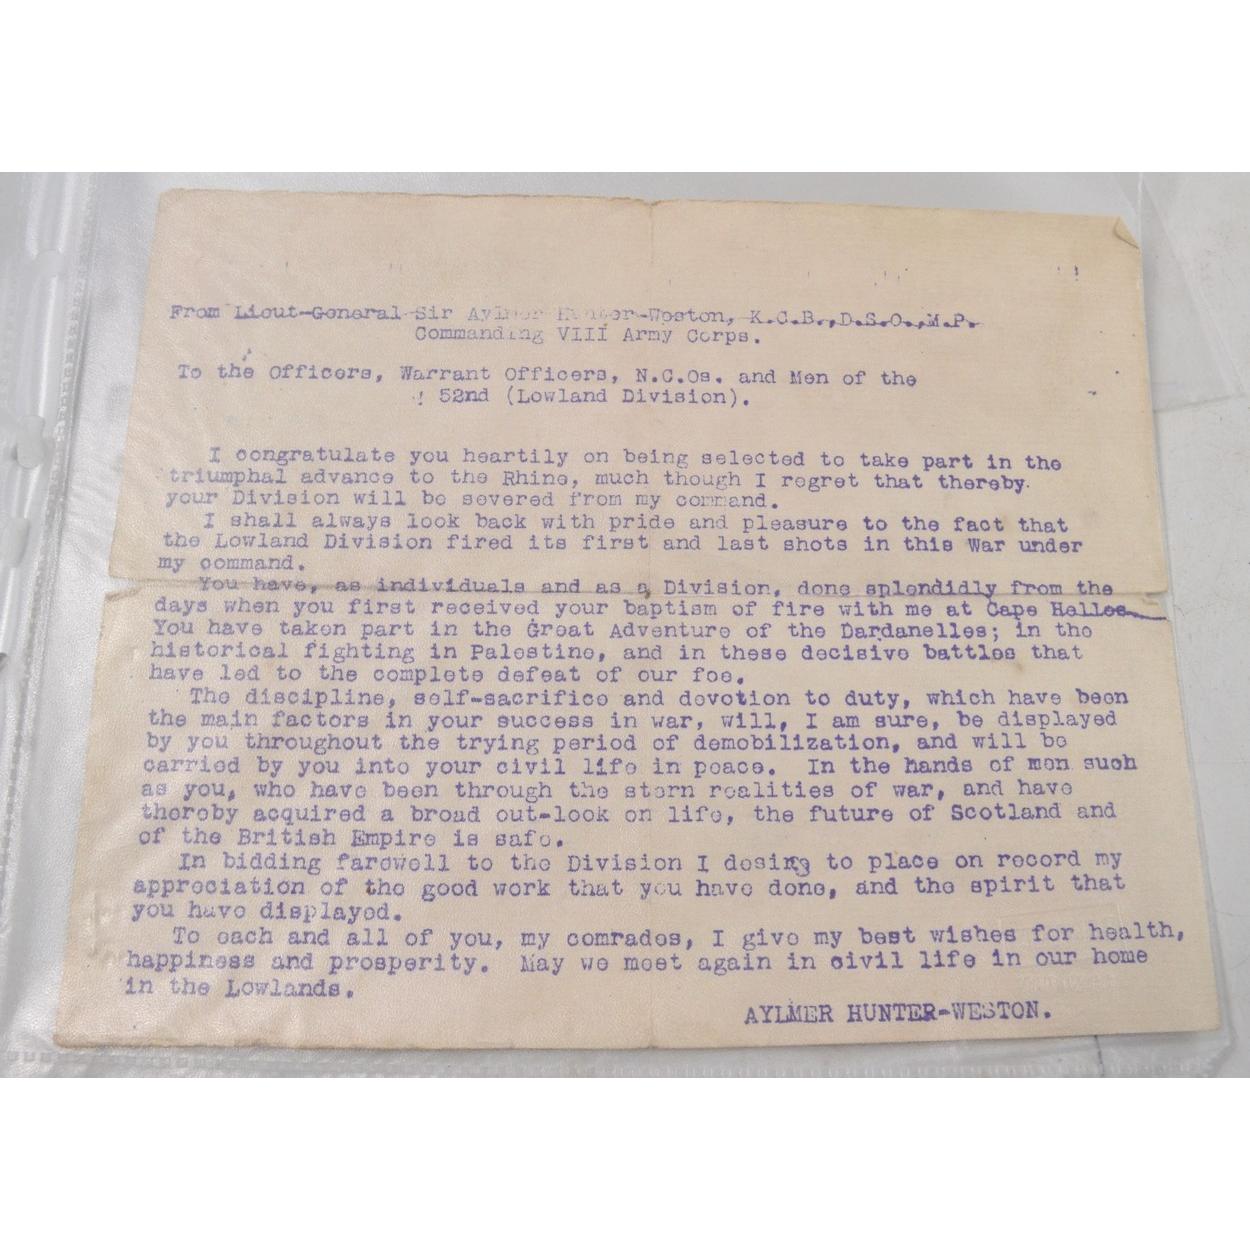 From Lieut-General Sir Aylmer Hunter-Weston, K.C.B.,D.S.O.,M.P.
Commanding VIII Army Corps.
To the Officers, Warrant Officers, N.C.Os. and Men of the
52nd (Lowland Division).
I congratulate you heartily on being selected to take part in the
triumphal advance to the Rhine, much though I regret that thereby
your Division will be severed from my command.
I shall always look back with pride and pleasure to the fact that
the Lowland Division fired its first and last shots in this War under
my command.
You have, as individuals and as a Division, done splendidly from the
days when you first received your baptism of fire with me at Cape Helles
You have taken part in the Great Adventure of the Dardanelles; in the
historical fighting in Palestine, and in these decisive battles that
have led to the complete defeat of our foe.
The discipline, self-sacrifice and devotion to duty, which have been
the main factors in your success in war, will, I am sure, be displayed
by you throughout the trying period of demobilization, and will be
carried by you into your civil life in peace. In the hands of men such
as you, who have been through the stern realities of war, and have
thereby acquired a broad out-look on life, the future of Scotland and
of the British Empire is safe.
In bidding farewell to the Division I desire to place on record my
appreciation of the good work that you have done, and the spirit that
you have displayed.
To each and all of you, my comrades, I give my best wishes for health,
happiness and prosperity. May we meet again in civil life in our home
in the Lowlands.
AYLMER HUNTER-WESTON.